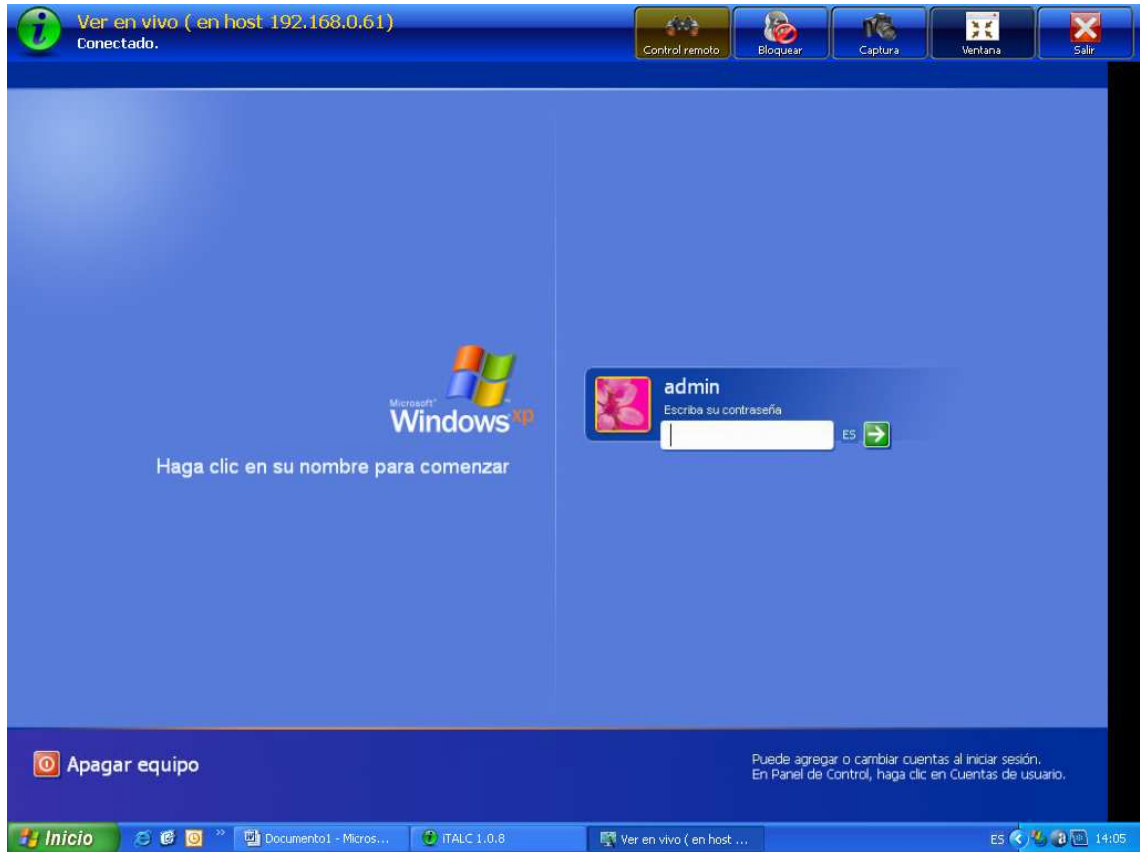 Ver en vivo ( en host 192.168.0.61)
Conectado.
Control remoto
Bloquear
Captura
Ventana
Salir
Microsoft
Windows xp
Haga clic en su nombre para comenzar
admin
Escriba su contraseña
ES
Apagar equipo
Puede agregar o cambiar cuentas al iniciar sesión.
En Panel de Control, haga clic en Cuentas de usuario.
Inicio
»
Documento1 - Micros...
iTALC 1.0.8
Ver en vivo ( en host ...
ES
14:05